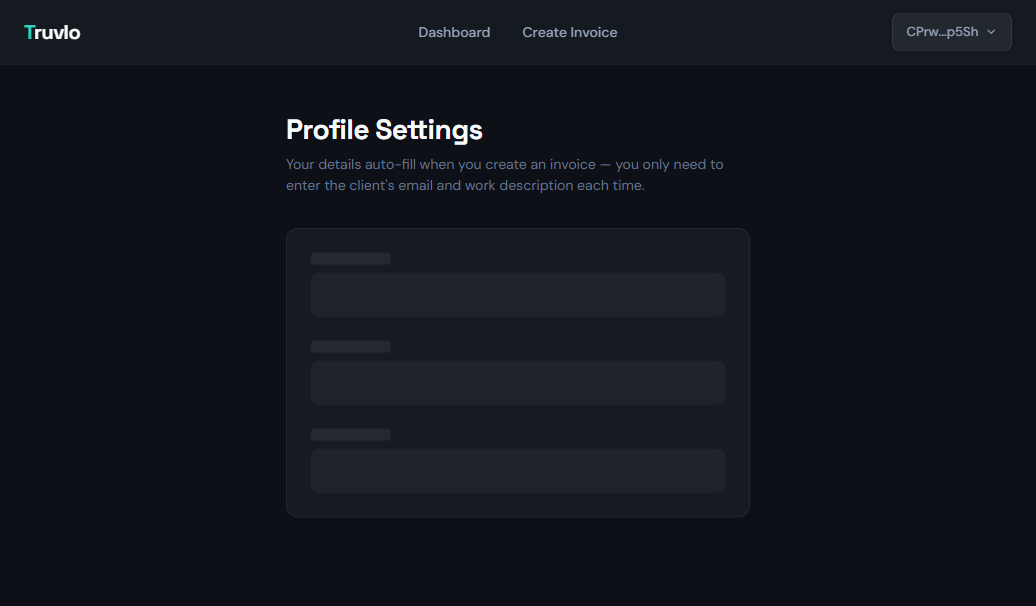 Truvlo
Dashboard
Create Invoice
CPrw...p5Sh
Profile Settings
Your details auto-fill when you create an invoice — you only need to
enter the client's email and work description each time.